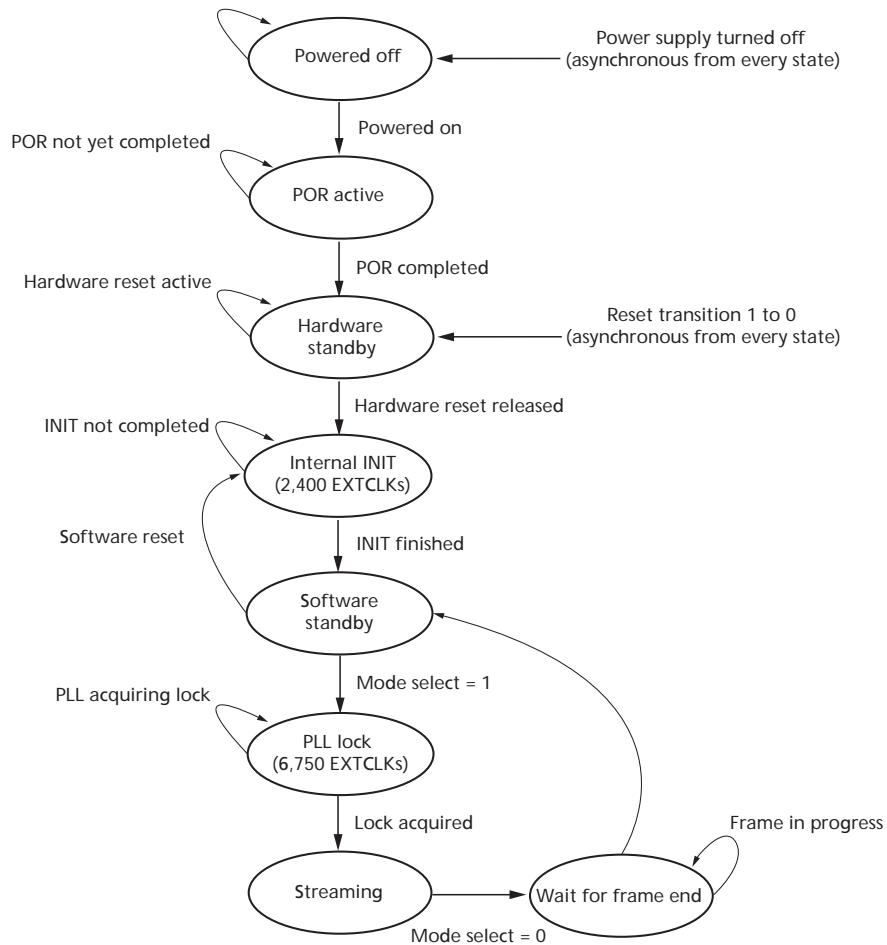 Powered off
Power supply turned off
(asynchronous from every state)
Powered on
POR not yet completed
POR active
POR completed
Hardware reset active
Hardware
standby
Reset transition 1 to 0
(asynchronous from every state)
Hardware reset released
INIT not completed
Internal INIT
(2,400 EXTCLKs)
Software reset
INIT finished
Software
standby
Mode select = 1
PLL acquiring lock
PLL lock
(6,750 EXTCLKs)
Lock acquired
Frame in progress
Streaming
Wait for frame end
Mode select = 0